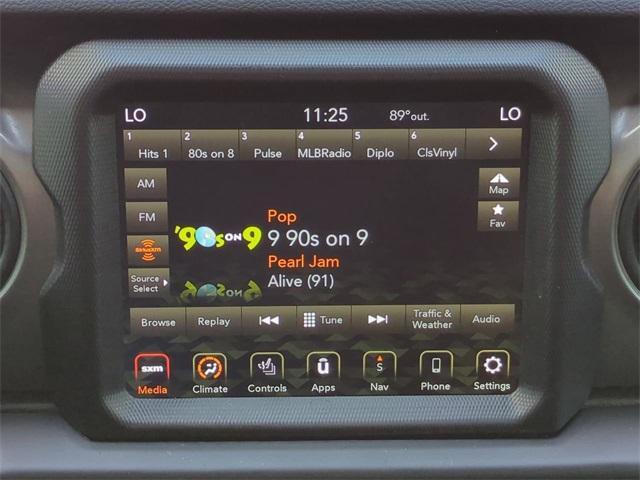 LO 11:25 89°out. LO
1 2 3 4 5 6
Hits 1 80s on 8 Pulse MLBRadio Diplo ClsVinyl
AM
FM
siriusxm
Source
Select
'90s ON 9
Pop
9 90s on 9
Pearl Jam
Alive (91)
Map
Fav
Browse Replay Tune Traffic & Weather Audio
sxm ū S
Media Climate Controls Apps Nav Phone Settings